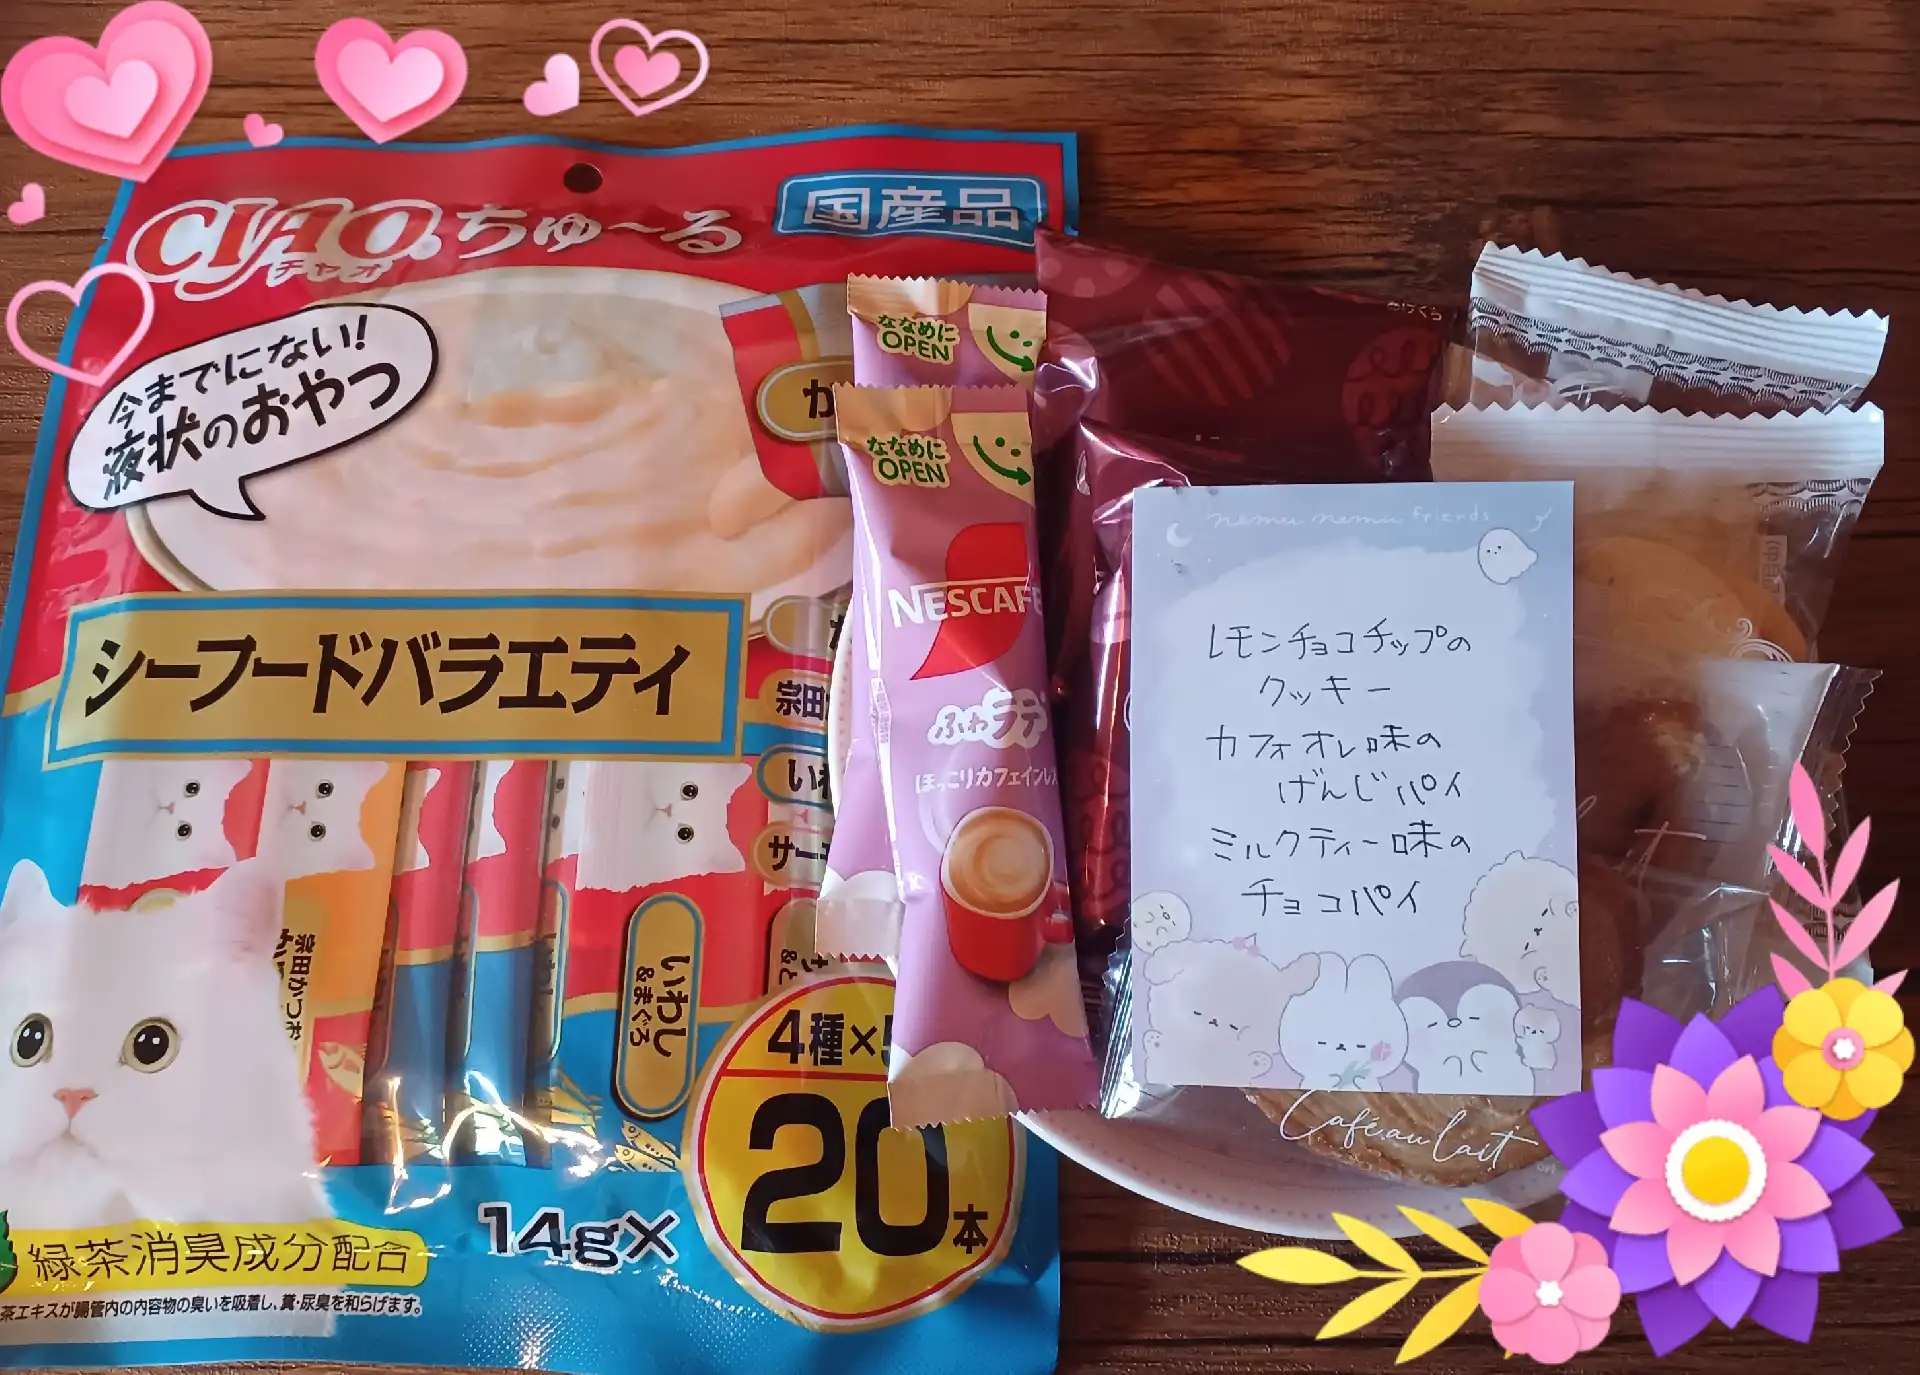 CIAO ちゅ〜る
チャオ
国産品
今までにない!
液状のおやつ
シーフードバラエティ
宗田
いわし
&まぐろ
4種×5
14g×
20本
緑茶消臭成分配合
茶エキスが腸管内の内容物の臭いを吸着し、糞・尿臭を和らげます。
ななめに
OPEN
ななめに
OPEN
NESCAFE
ふわラテ
ほっこりカフェインレス
nemu nemu friends
レモンチョコチップの
クッキー
カフェオレ味の
げんじパイ
ミルクティー味の
チョコパイ
Café au lait